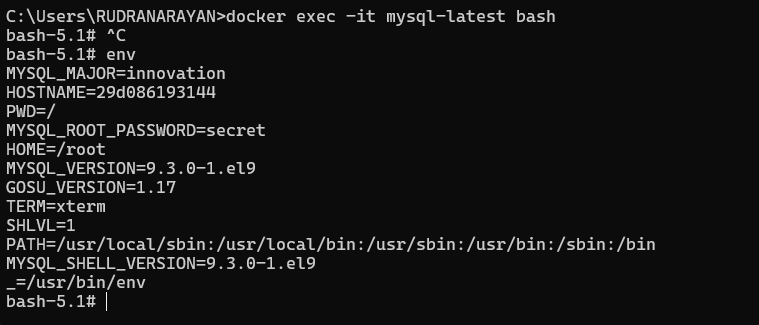 C:\Users\RUDRANARAYAN>docker exec -it mysql-latest bash
bash-5.1# ^C
bash-5.1# env
MYSQL_MAJOR=innovation
HOSTNAME=29d086193144
PWD=/
MYSQL_ROOT_PASSWORD=secret
HOME=/root
MYSQL_VERSION=9.3.0-1.el9
GOSU_VERSION=1.17
TERM=xterm
SHLVL=1
PATH=/usr/local/sbin:/usr/local/bin:/usr/sbin:/usr/bin:/sbin:/bin
MYSQL_SHELL_VERSION=9.3.0-1.el9
_=/usr/bin/env
bash-5.1#